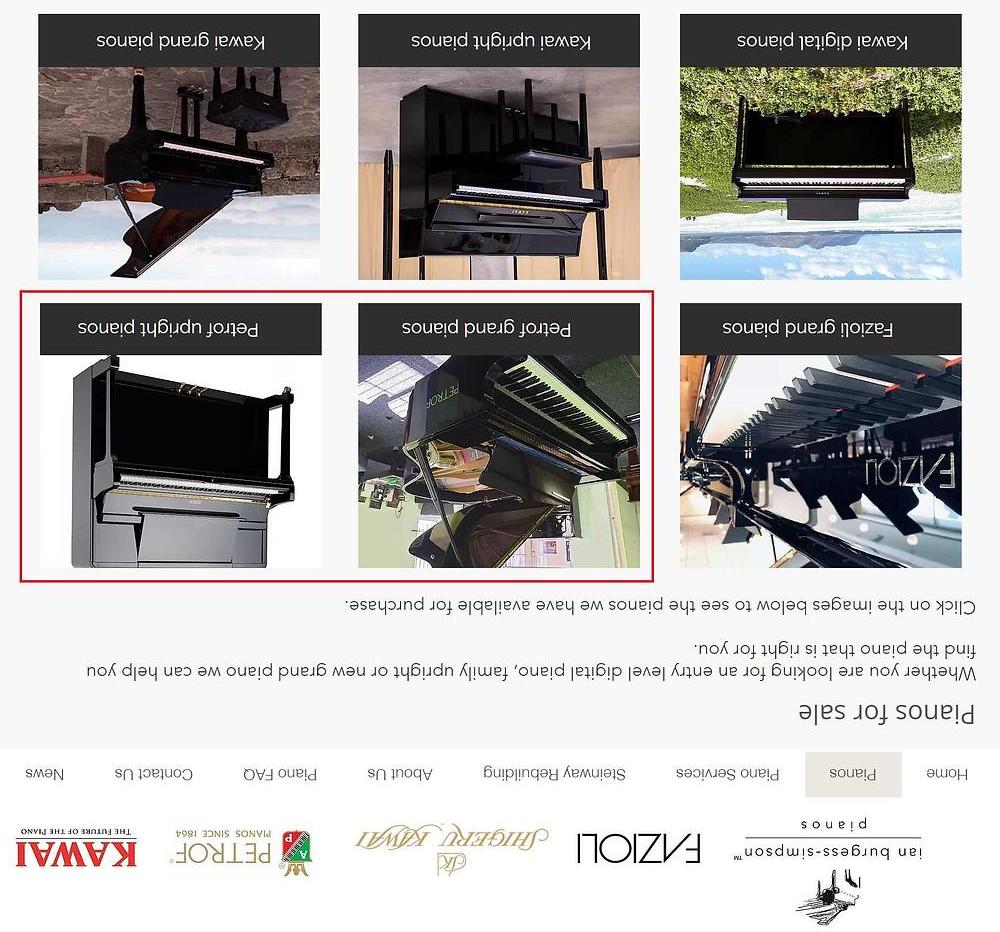 ian burgess-simpson™
pianos
FAZIOLI
SHIGERU KAWAI
SK
PETROF®
PIANOS SINCE 1864
AP
KAWAI
THE FUTURE OF THE PIANO
Home
Pianos
Piano Services
Steinway Rebuilding
About Us
Piano FAQ
Contact Us
News
Pianos for sale
Whether you are looking for an entry level digital piano, family upright or new grand piano we can help you
find the piano that is right for you.
Click on the images below to see the pianos we have available for purchase.
FAZIOLI
Fazioli grand pianos
PETROF
Petrof grand pianos
Petrof upright pianos
KAWAI
Kawai digital pianos
KAWAI
Kawai upright pianos
Kawai grand pianos